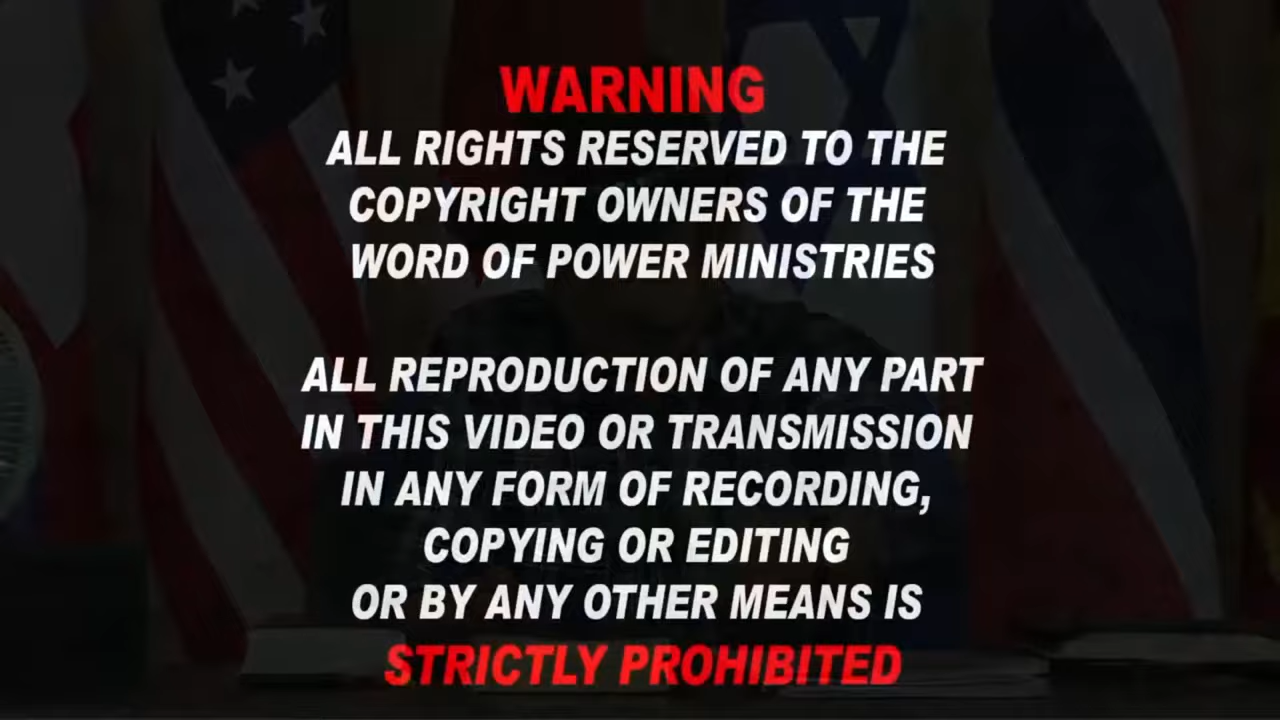 WARNING
ALL RIGHTS RESERVED TO THE
COPYRIGHT OWNERS OF THE
WORD OF POWER MINISTRIES
ALL REPRODUCTION OF ANY PART
IN THIS VIDEO OR TRANSMISSION
IN ANY FORM OF RECORDING,
COPYING OR EDITING
OR BY ANY OTHER MEANS IS
STRICTLY PROHIBITED